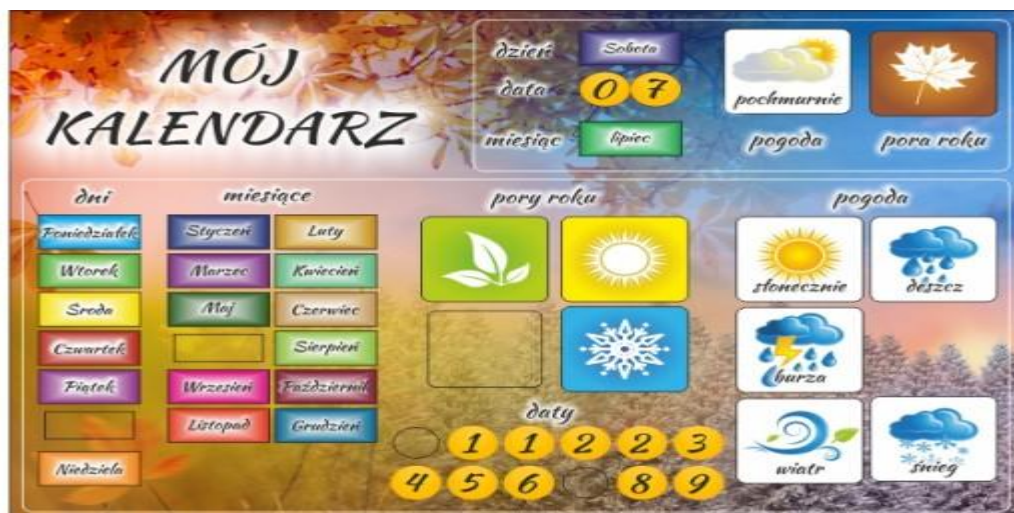 MÓJ
KALENDARZ
dzień Sobota
data 0 7
miesiąc lipiec
pochmurnie
pogoda
pora roku
dni
Poniedziałek
Wtorek
Środa
Czwartek
Piątek
Niedziela
miesiące
Styczeń Luty
Marzec Kwiecień
Maj Czerwiec
Sierpień
Wrzesień Październik
Listopad Grudzień
pory roku
daty
1 1 2 2 3
4 5 6 8 9
pogoda
słonecznie deszcz
burza
wiatr śnieg